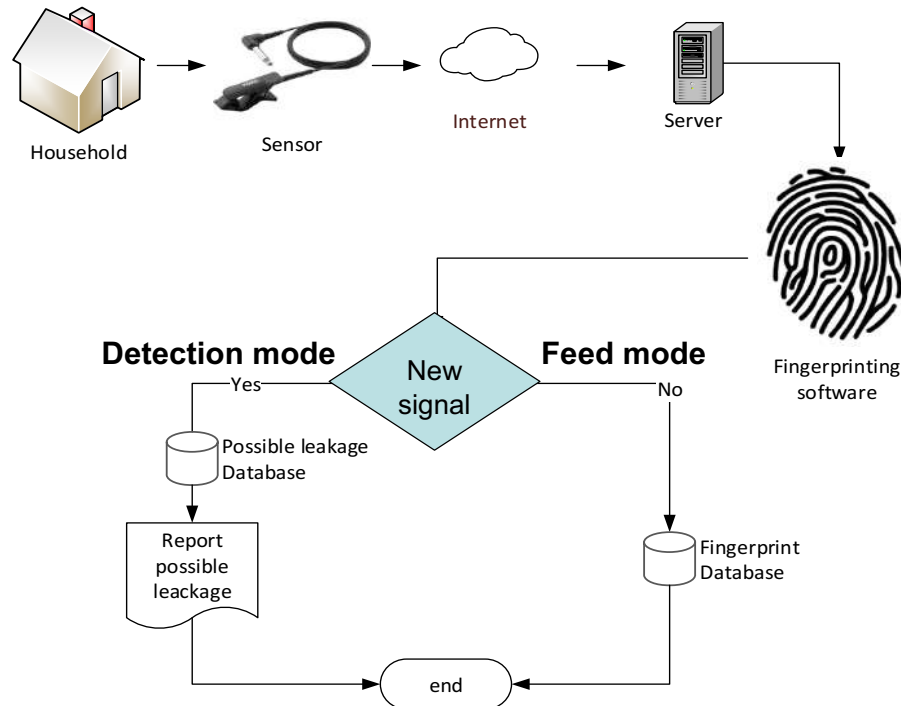 Household
Sensor
Internet
Server
Fingerprinting
software
Detection mode
Feed mode
New
signal
Yes
No
Possible leakage
Database
Report
possible
leackage
Fingerprint
Database
end